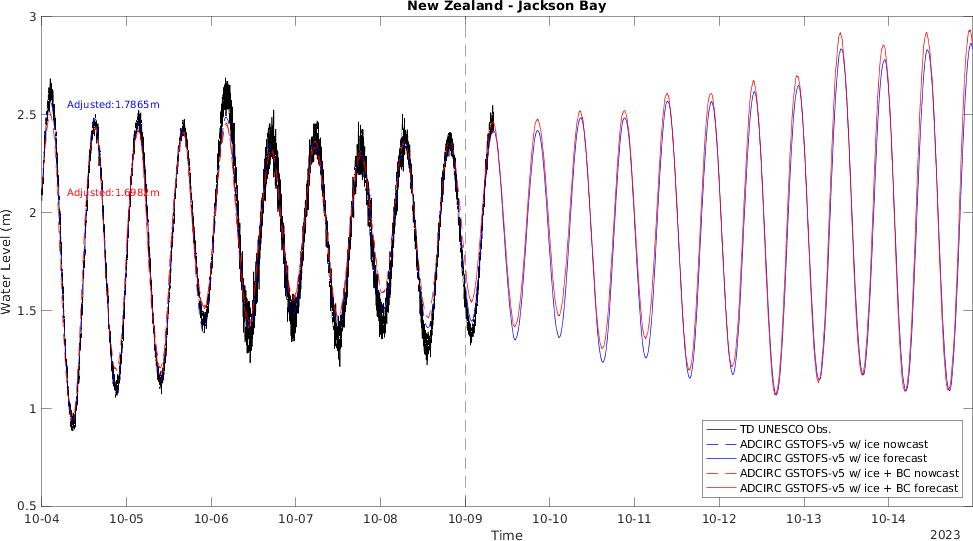 New Zealand - Jackson Bay
3
2.5
2
1.5
1
0.5
Water Level (m)
Adjusted:1.7865m
Adjusted:1.6982m
TD UNESCO Obs.
ADCIRC GSTOFS-v5 w/ ice nowcast
ADCIRC GSTOFS-v5 w/ ice forecast
ADCIRC GSTOFS-v5 w/ ice + BC nowcast
ADCIRC GSTOFS-v5 w/ ice + BC forecast
10-04 10-05 10-06 10-07 10-08 10-09 10-10 10-11 10-12 10-13 10-14
Time
2023